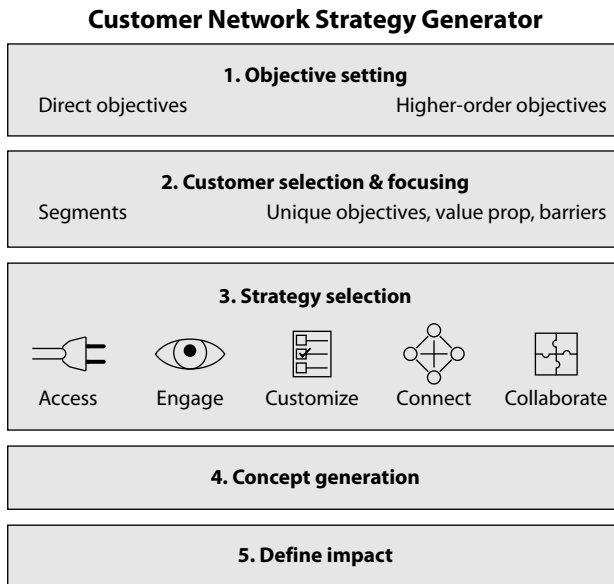 Customer Network Strategy Generator
1. Objective setting
Direct objectives Higher-order objectives
2. Customer selection & focusing
Segments Unique objectives, value prop, barriers
3. Strategy selection
Access Engage Customize Connect Collaborate
4. Concept generation
5. Define impact